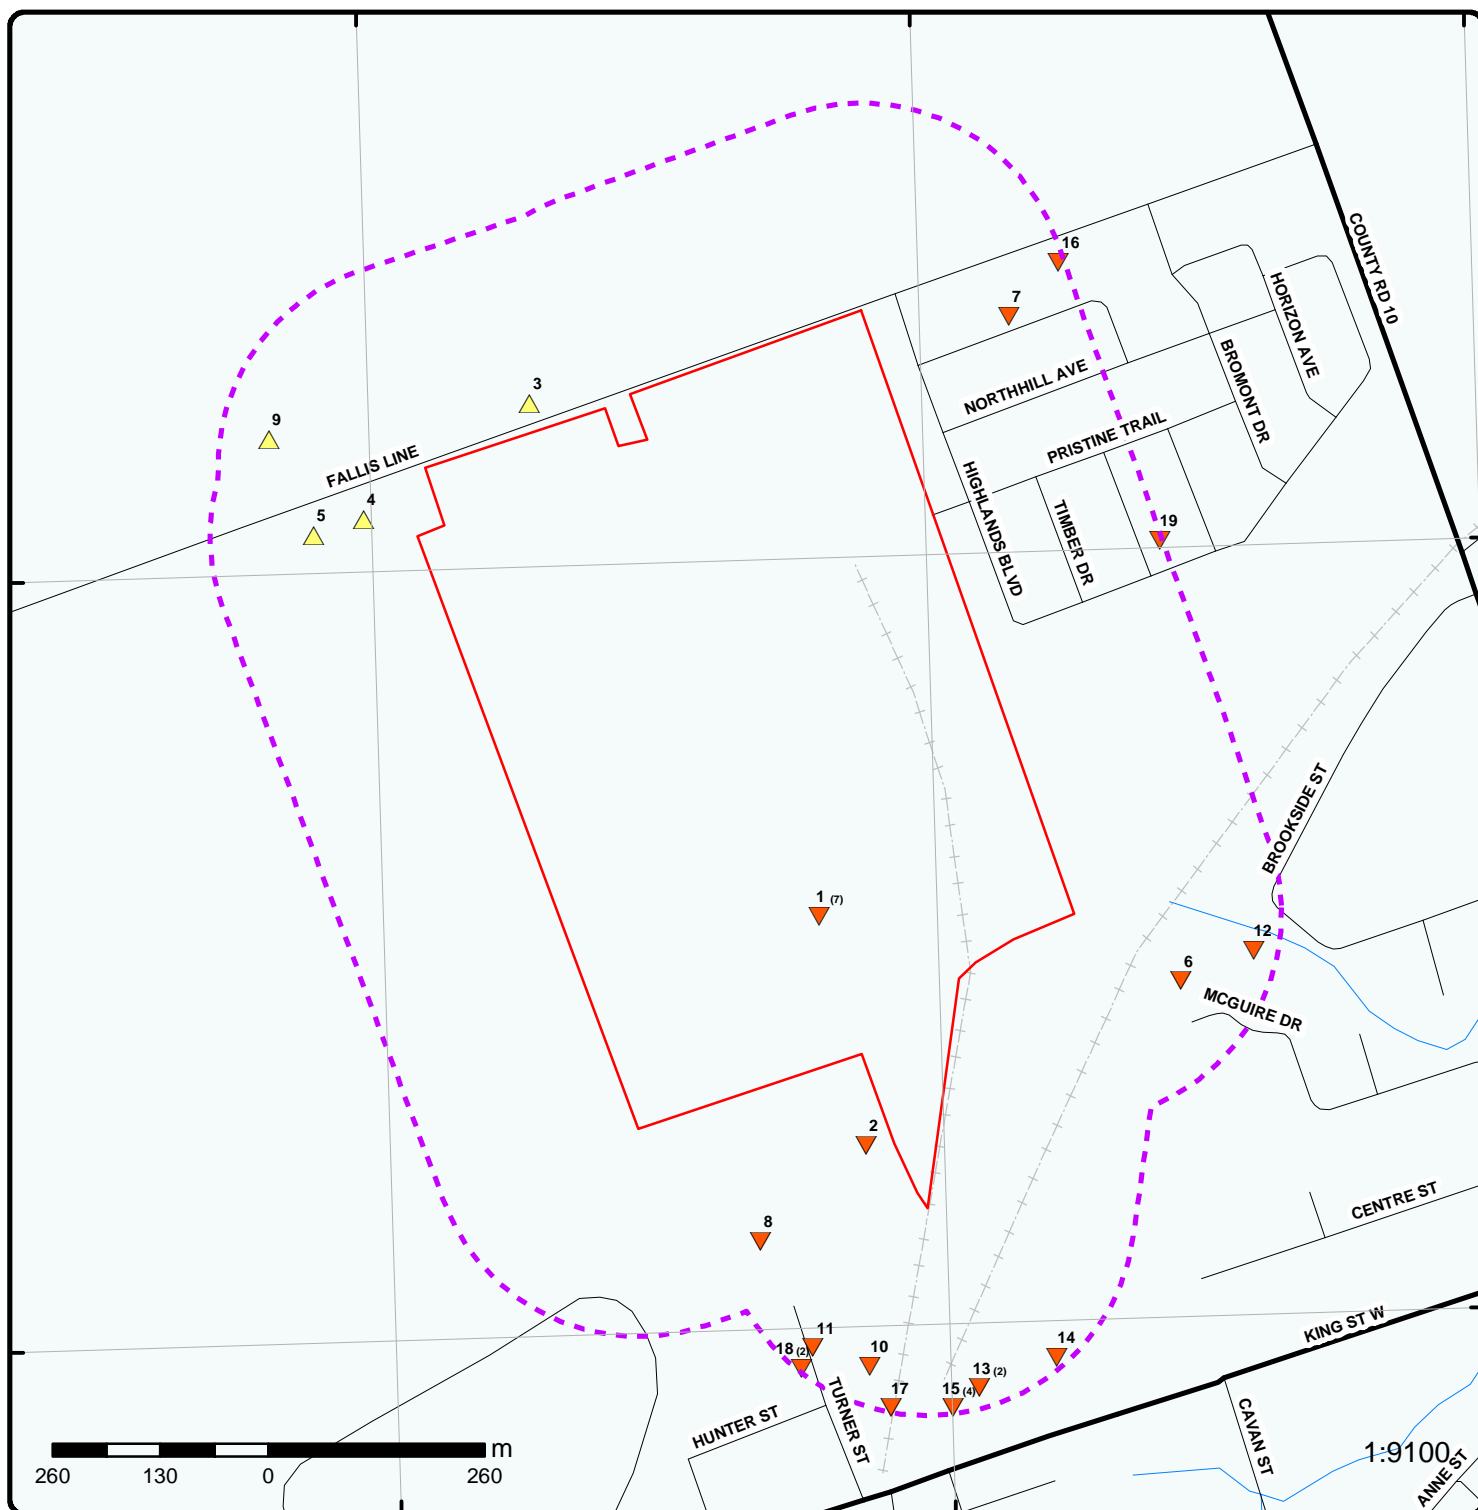 COUNTY RD 10
16
7
HORIZON AVE
BROMONT DR
NORTHHILL AVE
3
9
PRISTINE TRAIL
FALLIS LINE
4
5
HIGHLANDS BLVD
TIMBER DR
19
BROOKSIDE ST
1 (7)
12
6
MCGUIRE DR
2
CENTRE ST
8
KING ST W
11
18 (2)
10
14
13 (2)
17
15 (4)
TURNER ST
HUNTER ST
CAVAN ST
ANNE ST
m
260 130 0 260
1:9100